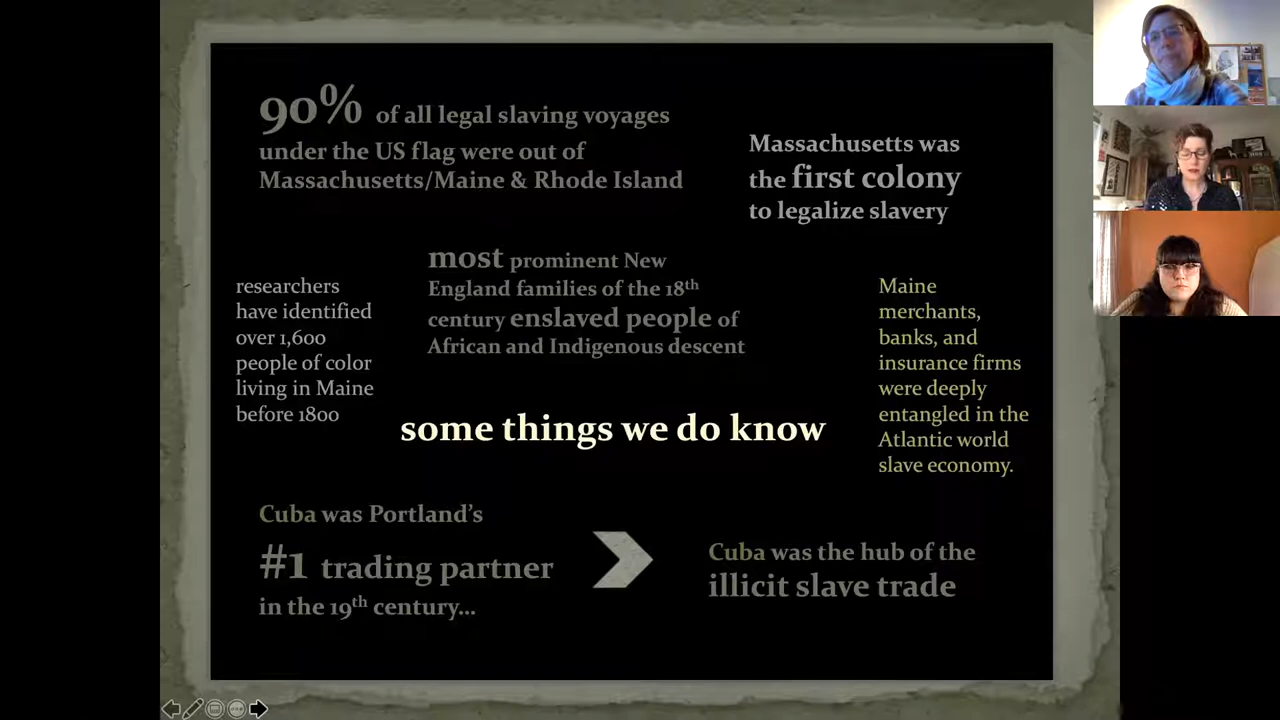 90% of all legal slaving voyages
under the US flag were out of
Massachusetts/Maine & Rhode Island
Massachusetts was
the first colony
to legalize slavery
most prominent New
England families of the 18th
century enslaved people of
African and Indigenous descent
researchers
have identified
over 1,600
people of color
living in Maine
before 1800
Maine
merchants,
banks, and
insurance firms
were deeply
entangled in the
Atlantic world
slave economy.
some things we do know
Cuba was Portland's
#1 trading partner
in the 19th century...
Cuba was the hub of the
illicit slave trade